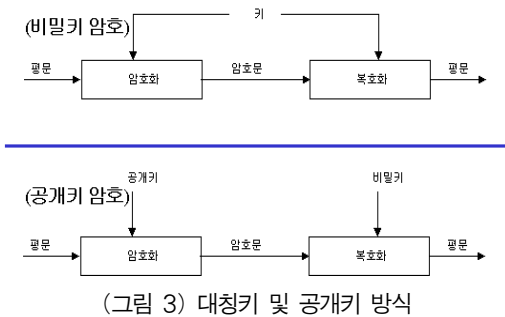 키
(비밀키 암호)
평문 암호화 암호문 복호화 평문
공개키 비밀키
(공개키 암호)
평문 암호화 암호문 복호화 평문
(그림 3) 대칭키 및 공개키 방식